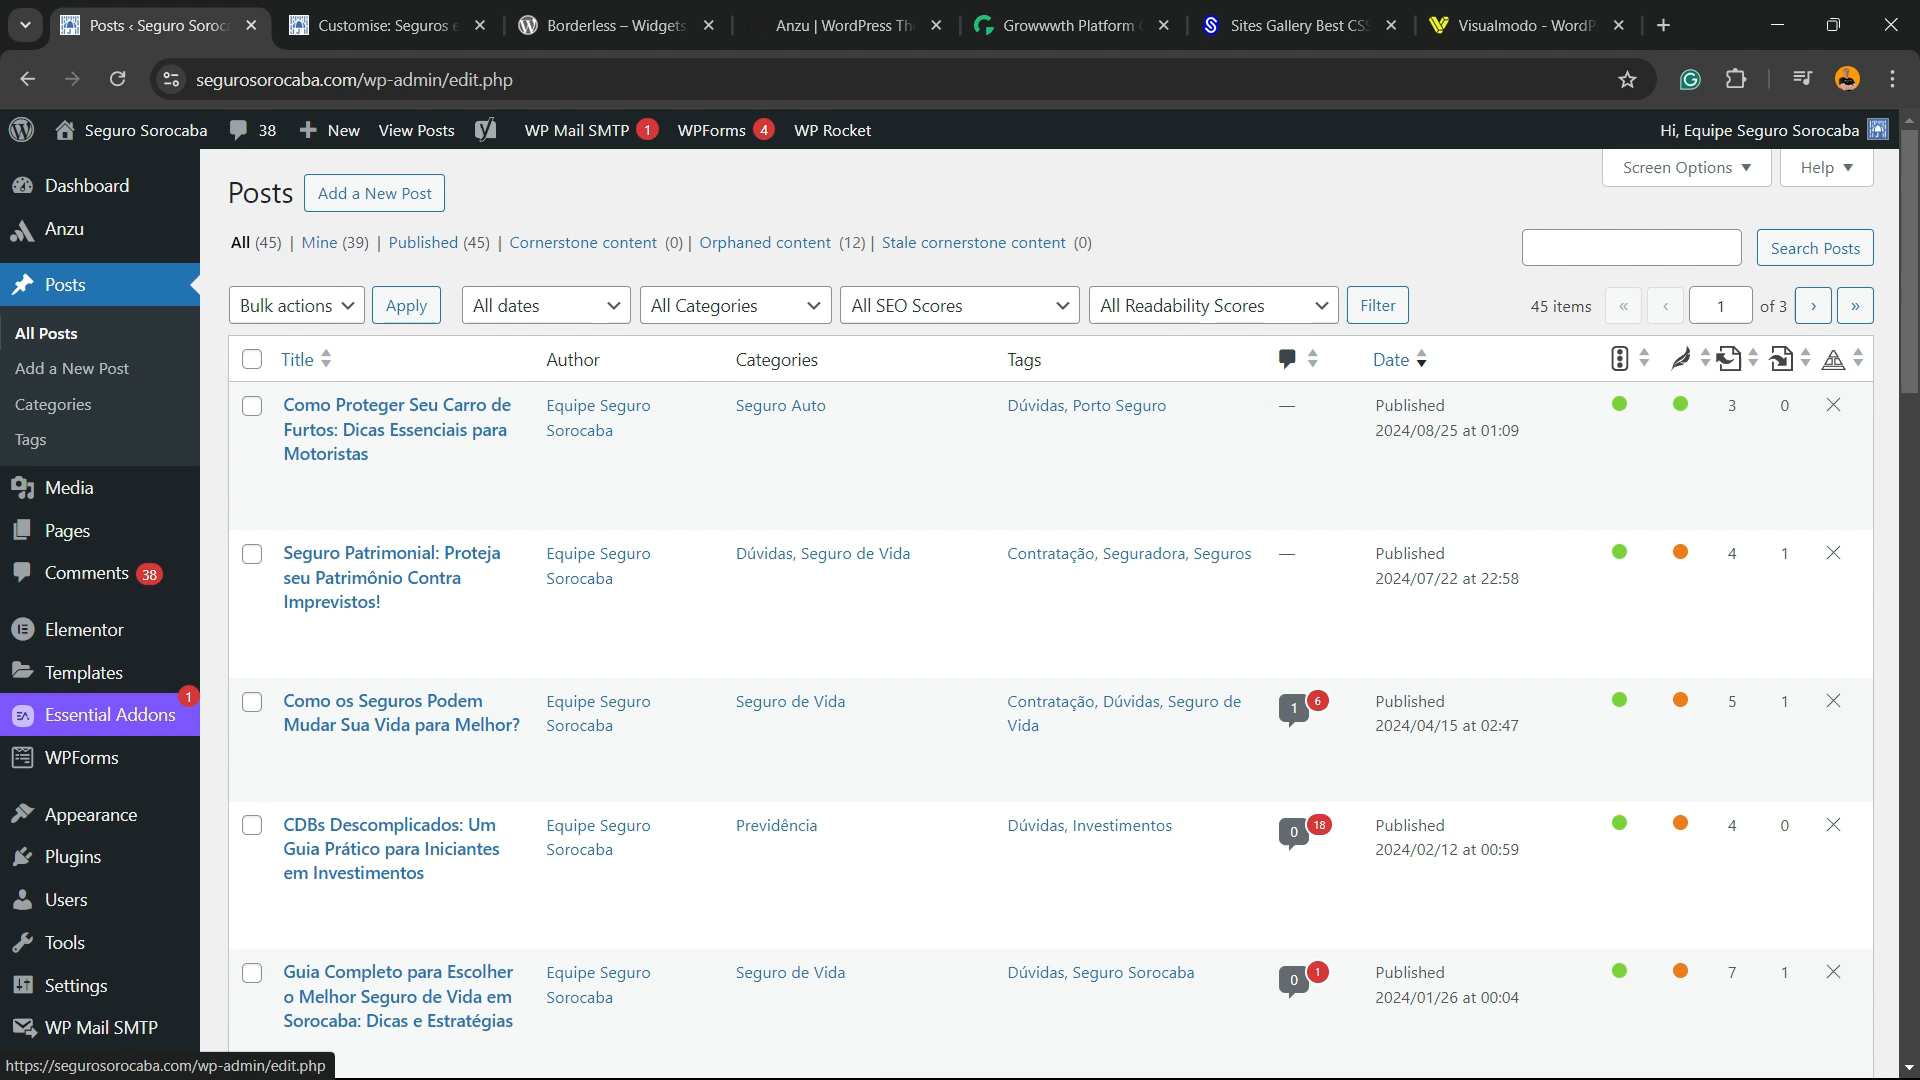 Posts ‹ Seguro Soroc
Customise: Seguros e
Borderless – Widgets
Anzu | WordPress Th
Growwwth Platform
Sites Gallery Best CSS
Visualmodo - WordP
segurosorocaba.com/wp-admin/edit.php
Seguro Sorocaba
38
New
View Posts
WP Mail SMTP 1
WPForms 4
WP Rocket
Hi, Equipe Seguro Sorocaba
Dashboard
Anzu
Posts
All Posts
Add a New Post
Categories
Tags
Media
Pages
Comments 38
Elementor
Templates
Essential Addons 1
WPForms
Appearance
Plugins
Users
Tools
Settings
WP Mail SMTP
https://segurosorocaba.com/wp-admin/edit.php
Screen Options ▼
Help ▼
Posts
Add a New Post
All (45) | Mine (39) | Published (45) | Cornerstone content (0) | Orphaned content (12) | Stale cornerstone content (0)
Search Posts
Bulk actions
Apply
All dates
All Categories
All SEO Scores
All Readability Scores
Filter
45 items « ‹ 1 of 3 › »
Title
Author
Categories
Tags
Date
Como Proteger Seu Carro de
Furtos: Dicas Essenciais para
Motoristas
Equipe Seguro
Sorocaba
Seguro Auto
Dúvidas, Porto Seguro
—
Published
2024/08/25 at 01:09
3
0
Seguro Patrimonial: Proteja
seu Patrimônio Contra
Imprevistos!
Equipe Seguro
Sorocaba
Dúvidas, Seguro de Vida
Contratação, Seguradora, Seguros
—
Published
2024/07/22 at 22:58
4
1
Como os Seguros Podem
Mudar Sua Vida para Melhor?
Equipe Seguro
Sorocaba
Seguro de Vida
Contratação, Dúvidas, Seguro de
Vida
1
6
Published
2024/04/15 at 02:47
5
1
CDBs Descomplicados: Um
Guia Prático para Iniciantes
em Investimentos
Equipe Seguro
Sorocaba
Previdência
Dúvidas, Investimentos
0
18
Published
2024/02/12 at 00:59
4
0
Guia Completo para Escolher
o Melhor Seguro de Vida em
Sorocaba: Dicas e Estratégias
Equipe Seguro
Sorocaba
Seguro de Vida
Dúvidas, Seguro Sorocaba
0
1
Published
2024/01/26 at 00:04
7
1